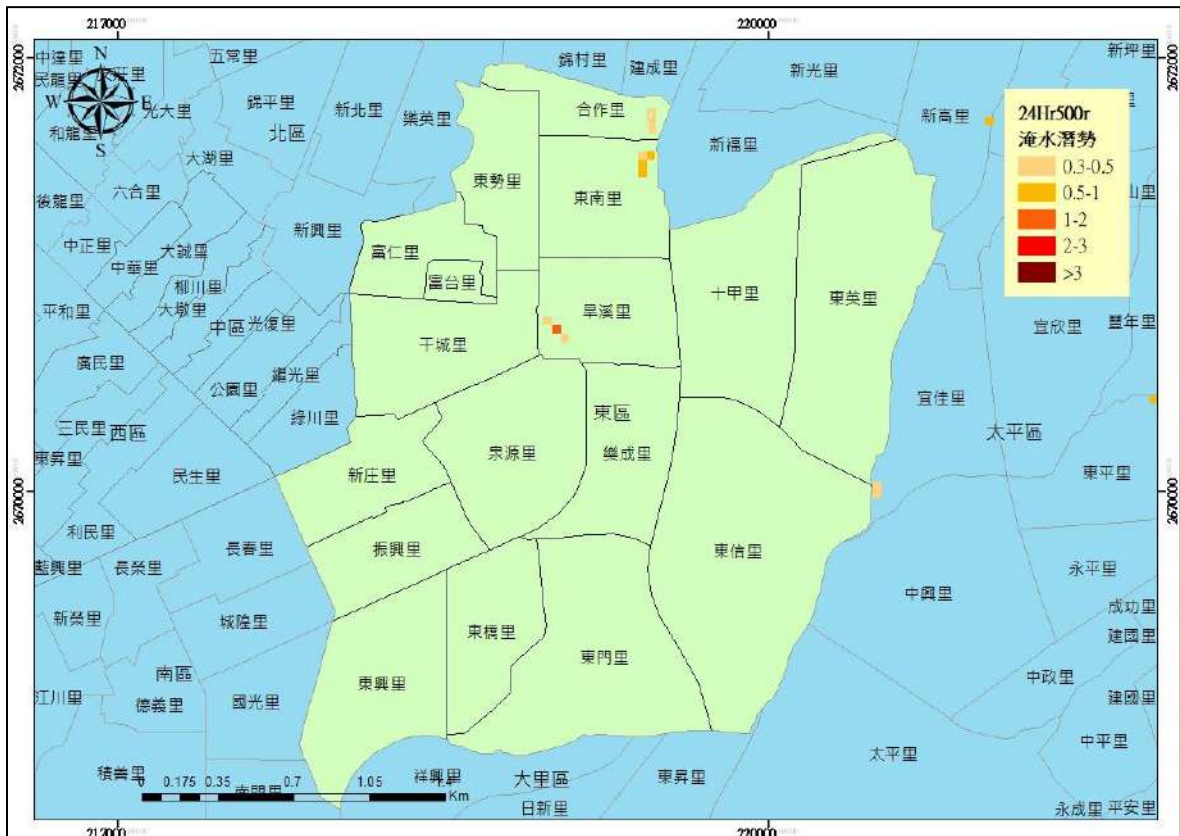 217000
220000
2672000
2672000
中達里
五常里
錦村里
建成里
新坪里
N
民龍里
新光里
錦平里
新北里
樂英里
合作里
24Hr500r
淹水潛勢
0.3-0.5
0.5-1
1-2
2-3
>3
W
E
光大里
新高里
和龍里
S
北區
新福里
大湖里
東勢里
六合里
東南里
後龍里
中正里
大誠里
新興里
富仁里
中華里
富台里
柳川里
十甲里
東英里
平和里
大墩里
旱溪里
中區
光復里
宜欣里
豐年里
干城里
廣民里
繼光里
公園里
宜佳里
綠川里
東區
三民里
西區
太平區
泉源里
樂成里
東昇里
民生里
新庄里
東平里
2670000
2670000
利民里
長春里
振興里
東信里
藍興里
長榮里
永平里
中興里
成功里
新榮里
城隍里
東橋里
建國里
東門里
南區
中政里
東興里
江川里
德義里
國光里
建國里
中平里
太平里
積善里
祥興里
大里區
東昇里
0
0.175
0.35
0.7
1.05
1.4
Km
南門里
日新里
永成里
平安里
217000
220000